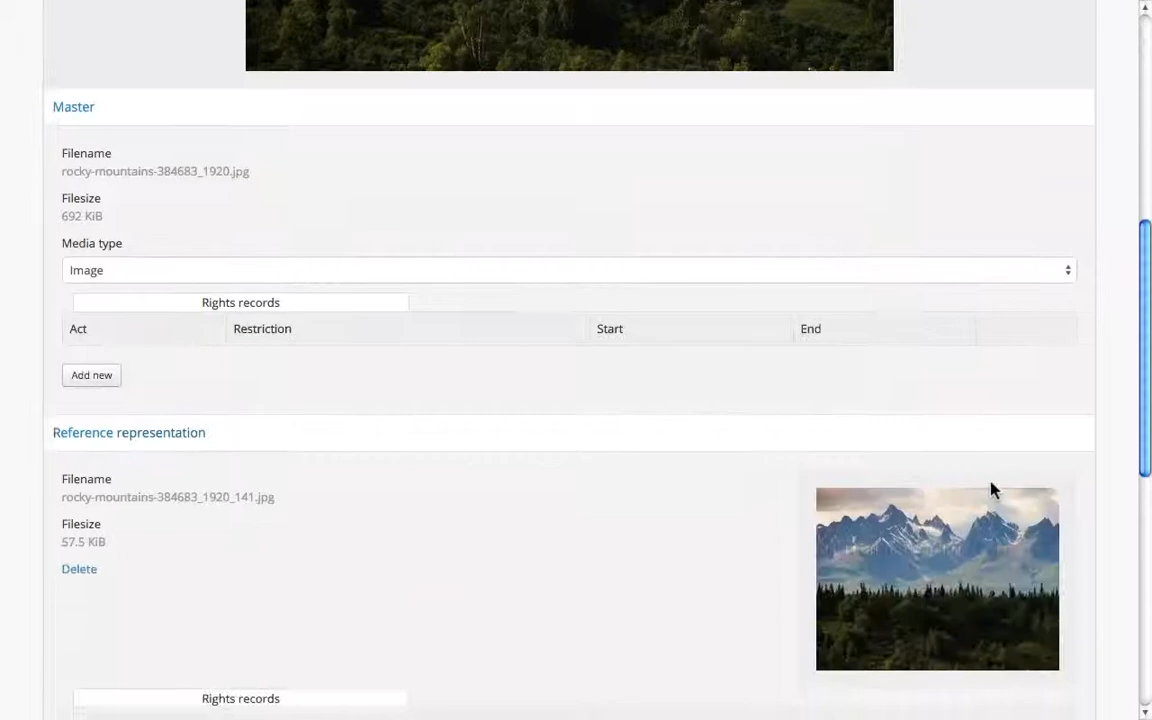 Master
Filename
rocky-mountains-384683_1920.jpg
Filesize
692 KiB
Media type
Image
Rights records
Act Restriction Start End
Add new
Reference representation
Filename
rocky-mountains-384683_1920_141.jpg
Filesize
57.5 KiB
Delete
Rights records